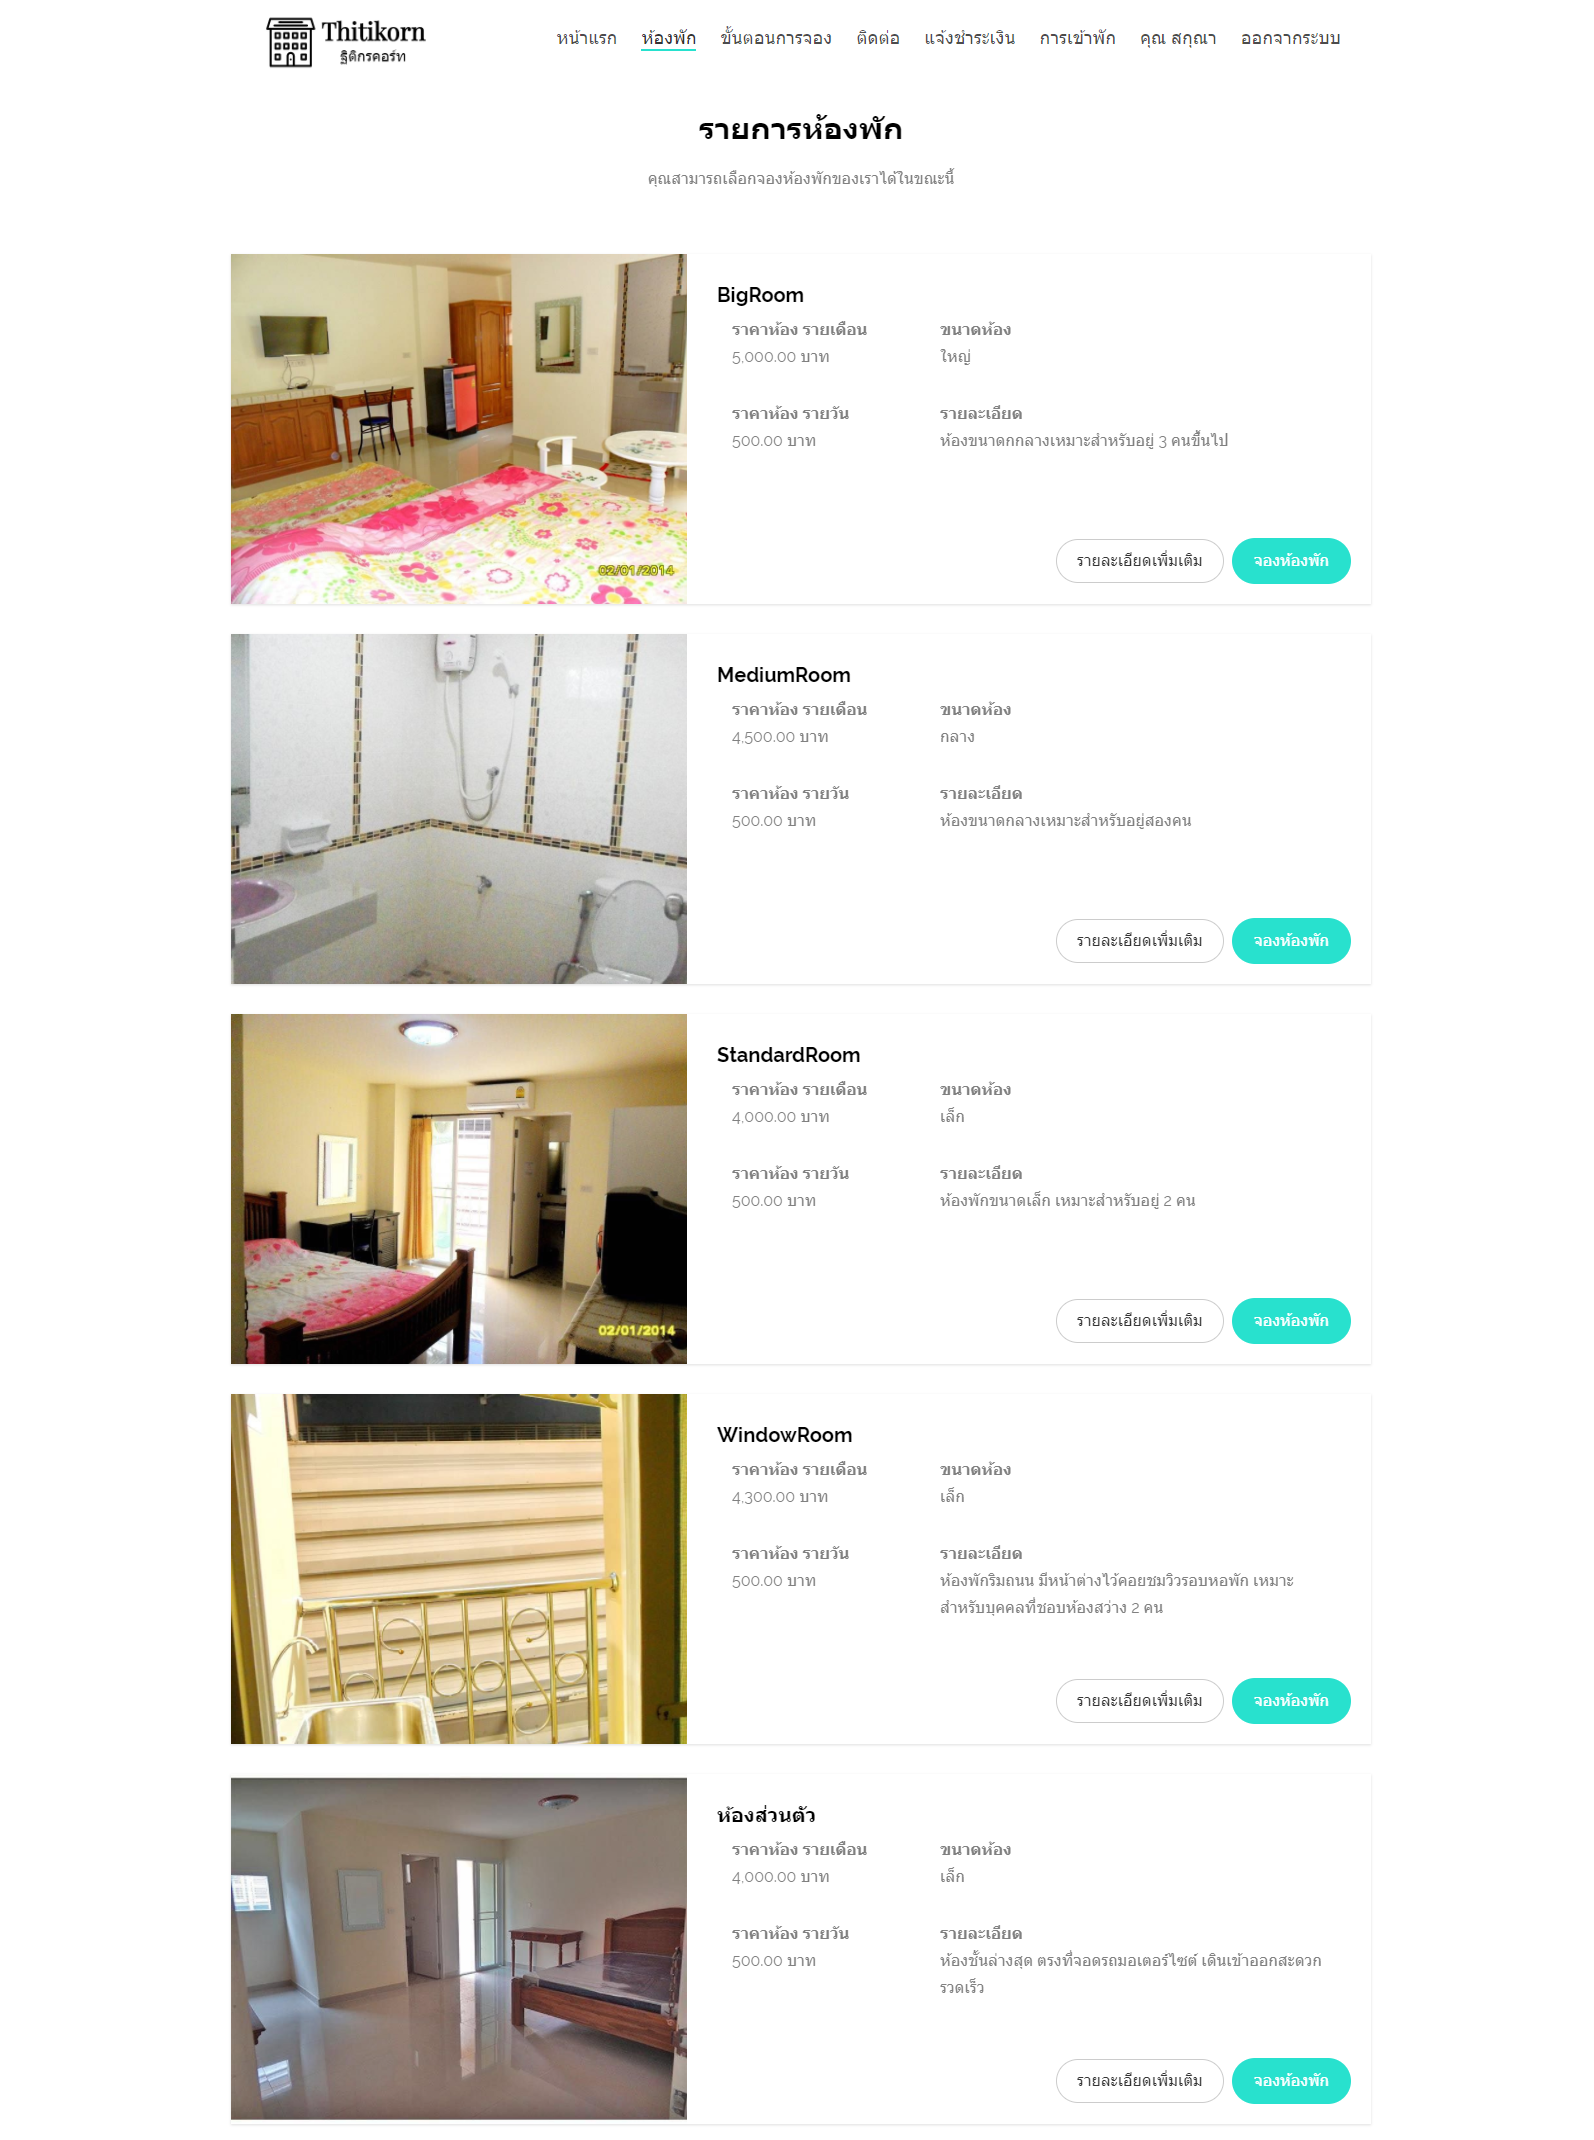 Thitikorn
ฐิติกรคอร์ท
หน้าแรก ห้องพัก ขั้นตอนการจอง ติดต่อ แจ้งชำระเงิน การเข้าพัก คุณ สกุณา ออกจากระบบ
รายการห้องพัก
คุณสามารถเลือกจองห้องพักของเราได้ในขณะนี้
BigRoom
ราคาห้อง รายเดือน ขนาดห้อง
5,000.00 บาท ใหญ่
ราคาห้อง รายวัน รายละเอียด
500.00 บาท ห้องขนาดกกลางเหมาะสำหรับอยู่ 3 คนขึ้นไป
02/01/2014
รายละเอียดเพิ่มเติม จองห้องพัก
MediumRoom
ราคาห้อง รายเดือน ขนาดห้อง
4,500.00 บาท กลาง
ราคาห้อง รายวัน รายละเอียด
500.00 บาท ห้องขนาดกลางเหมาะสำหรับอยู่สองคน
รายละเอียดเพิ่มเติม จองห้องพัก
StandardRoom
ราคาห้อง รายเดือน ขนาดห้อง
4,000.00 บาท เล็ก
ราคาห้อง รายวัน รายละเอียด
500.00 บาท ห้องพักขนาดเล็ก เหมาะสำหรับอยู่ 2 คน
02/01/2014
รายละเอียดเพิ่มเติม จองห้องพัก
WindowRoom
ราคาห้อง รายเดือน ขนาดห้อง
4,300.00 บาท เล็ก
ราคาห้อง รายวัน รายละเอียด
500.00 บาท ห้องพักริมถนน มีหน้าต่างไว้คอยชมวิวรอบหอพัก เหมาะ
สำหรับบุคคลที่ชอบห้องสว่าง 2 คน
รายละเอียดเพิ่มเติม จองห้องพัก
ห้องส่วนตัว
ราคาห้อง รายเดือน ขนาดห้อง
4,000.00 บาท เล็ก
ราคาห้อง รายวัน รายละเอียด
500.00 บาท ห้องชั้นล่างสุด ตรงที่จอดรถมอเตอร์ไซต์ เดินเข้าออกสะดวก
รวดเร็ว
รายละเอียดเพิ่มเติม จองห้องพัก